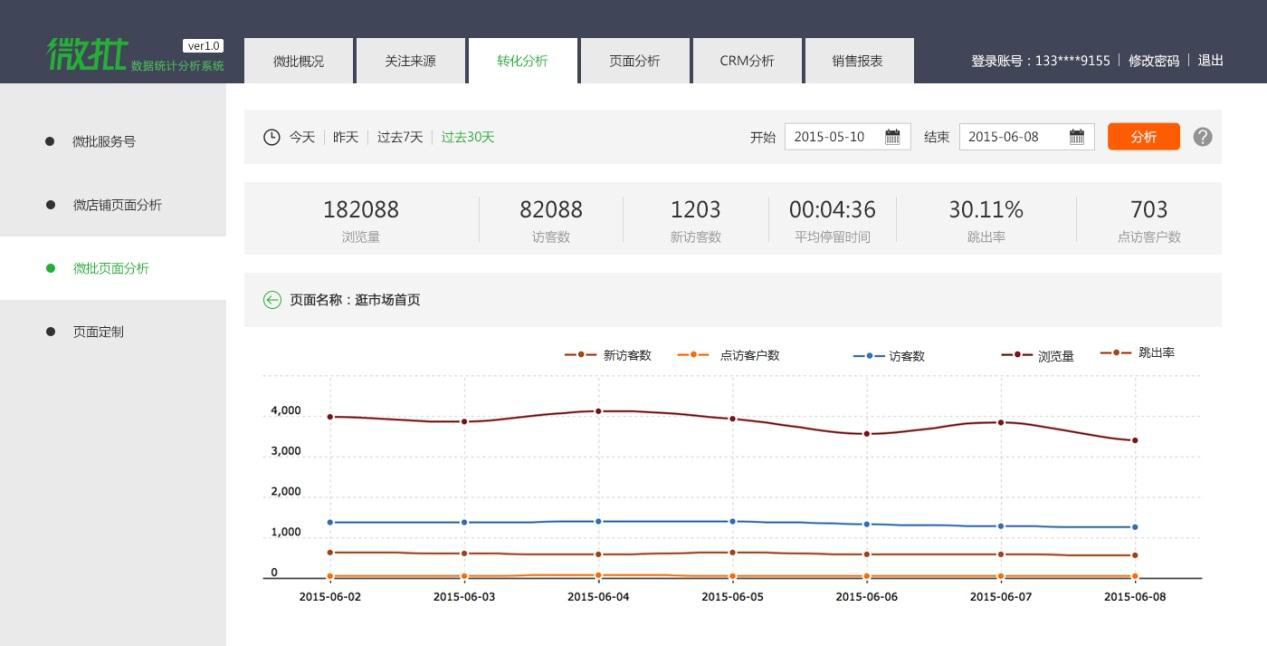 微批 ver1.0
数据统计分析系统
微批概况 关注来源 转化分析 页面分析 CRM分析 销售报表
登录账号：133****9155 | 修改密码 | 退出
微批服务号
微店铺页面分析
微批页面分析
页面定制
今天 | 昨天 | 过去7天 | 过去30天 开始 2015-05-10 结束 2015-06-08 分析 ?
182088 82088 1203 00:04:36 30.11% 703
浏览量 访客数 新访客数 平均停留时间 跳出率 点访客户数
页面名称：逛市场首页
新访客数 点访客户数 访客数 浏览量 跳出率
4,000
3,000
2,000
1,000
0
2015-06-02 2015-06-03 2015-06-04 2015-06-05 2015-06-06 2015-06-07 2015-06-08